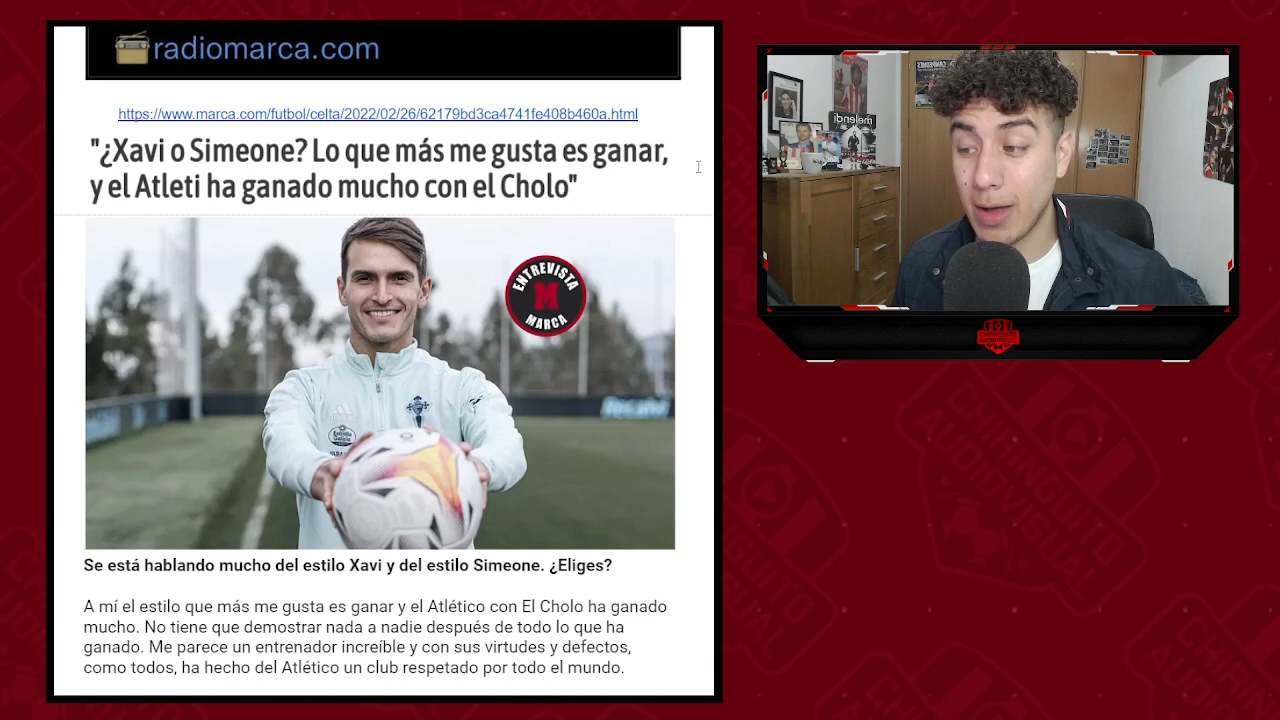 radiomarca.com
https://www.marca.com/futbol/celta/2022/02/26/62179bd3ca4741fe408b460a.html
"¿Xavi o Simeone? Lo que más me gusta es ganar,
y el Atleti ha ganado mucho con el Cholo"
ENTREVISTA
M
MARCA
Se está hablando mucho del estilo Xavi y del estilo Simeone. ¿Eliges?
A mí el estilo que más me gusta es ganar y el Atlético con El Cholo ha ganado
mucho. No tiene que demostrar nada a nadie después de todo lo que ha
ganado. Me parece un entrenador increíble y con sus virtudes y defectos,
como todos, ha hecho del Atlético un club respetado por todo el mundo.
melendi
CHIRINGUITO
AUDIOVISUAL